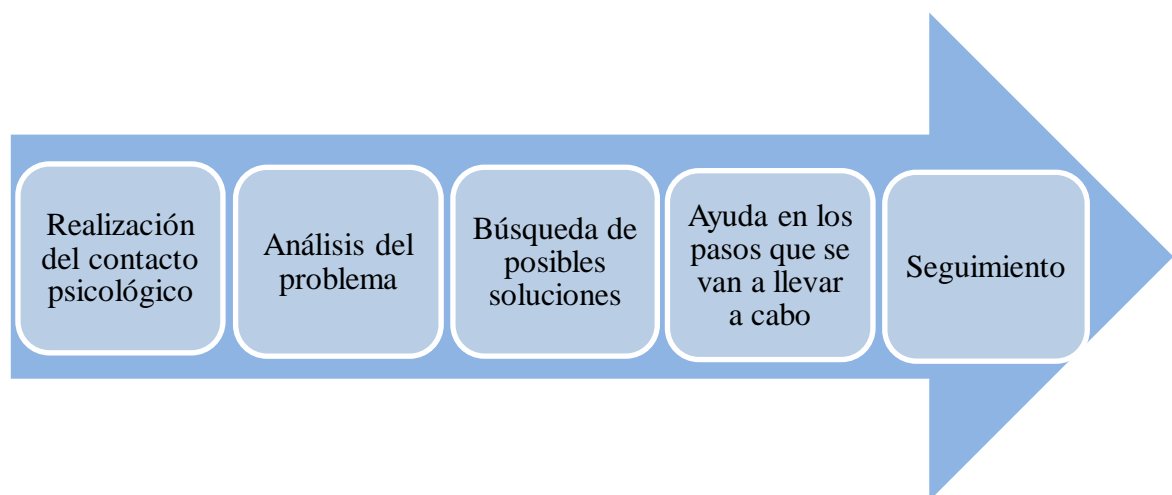 Realización
del contacto
psicológico
Análisis del
problema
Búsqueda de
posibles
soluciones
Ayuda en los
pasos que se
van a llevar
a cabo
Seguimiento